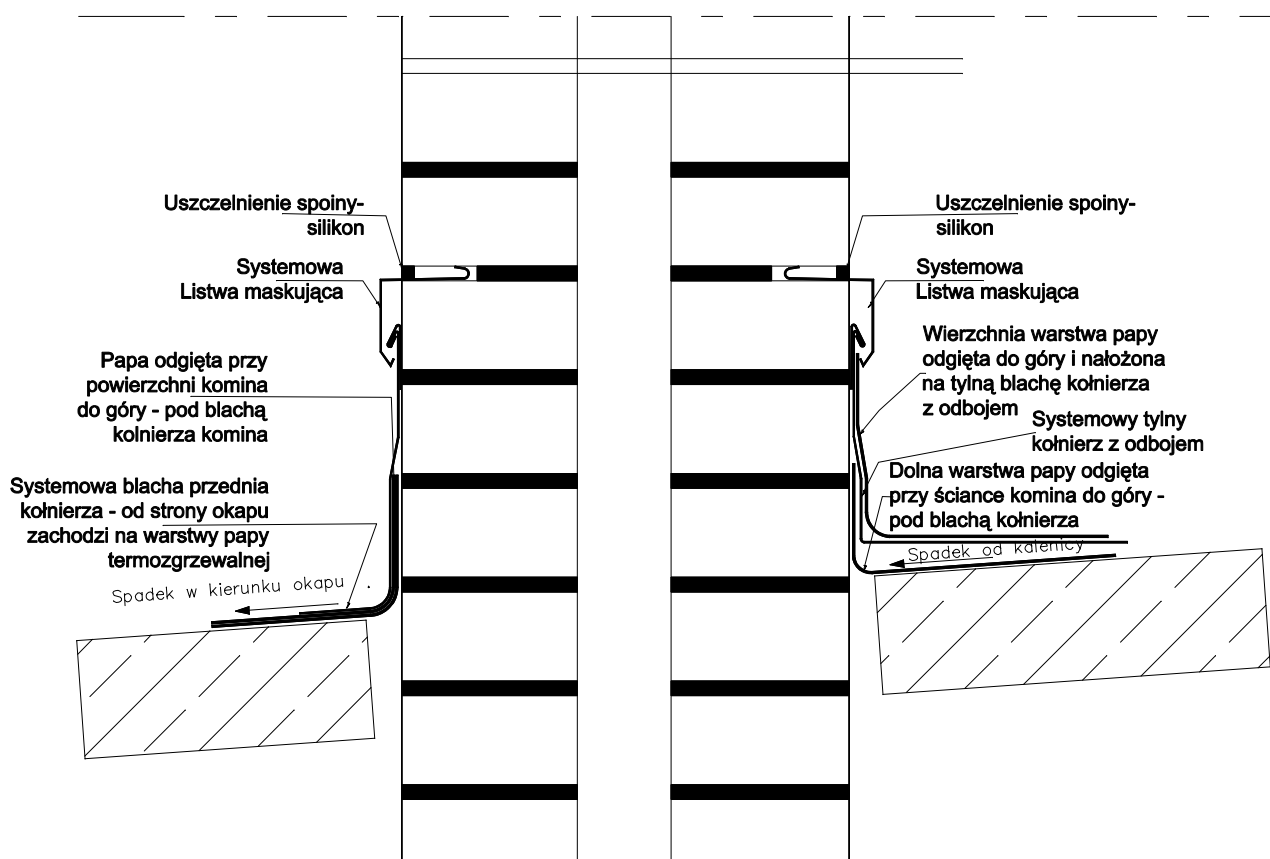 Uszczelnienie spoiny-
silikon
Systemowa
Listwa maskująca
Papa odgięta przy
powierzchni komina
do góry - pod blachą
kolnierza komina
Systemowa blacha przednia
kołnierza - od strony okapu
zachodzi na warstwy papy
termozgrzewalnej
Spadek w kierunku okapu .
Uszczelnienie spoiny-
silikon
Systemowa
Listwa maskująca
Wierzchnia warstwa papy
odgięta do góry i nałożona
na tylną blachę kołnierza
z odbojem
Systemowy tylny
kołnierz z odbojem
Dolna warstwa papy odgięta
przy ściance komina do góry -
pod blachą kołnierza
Spadek od kalenicy